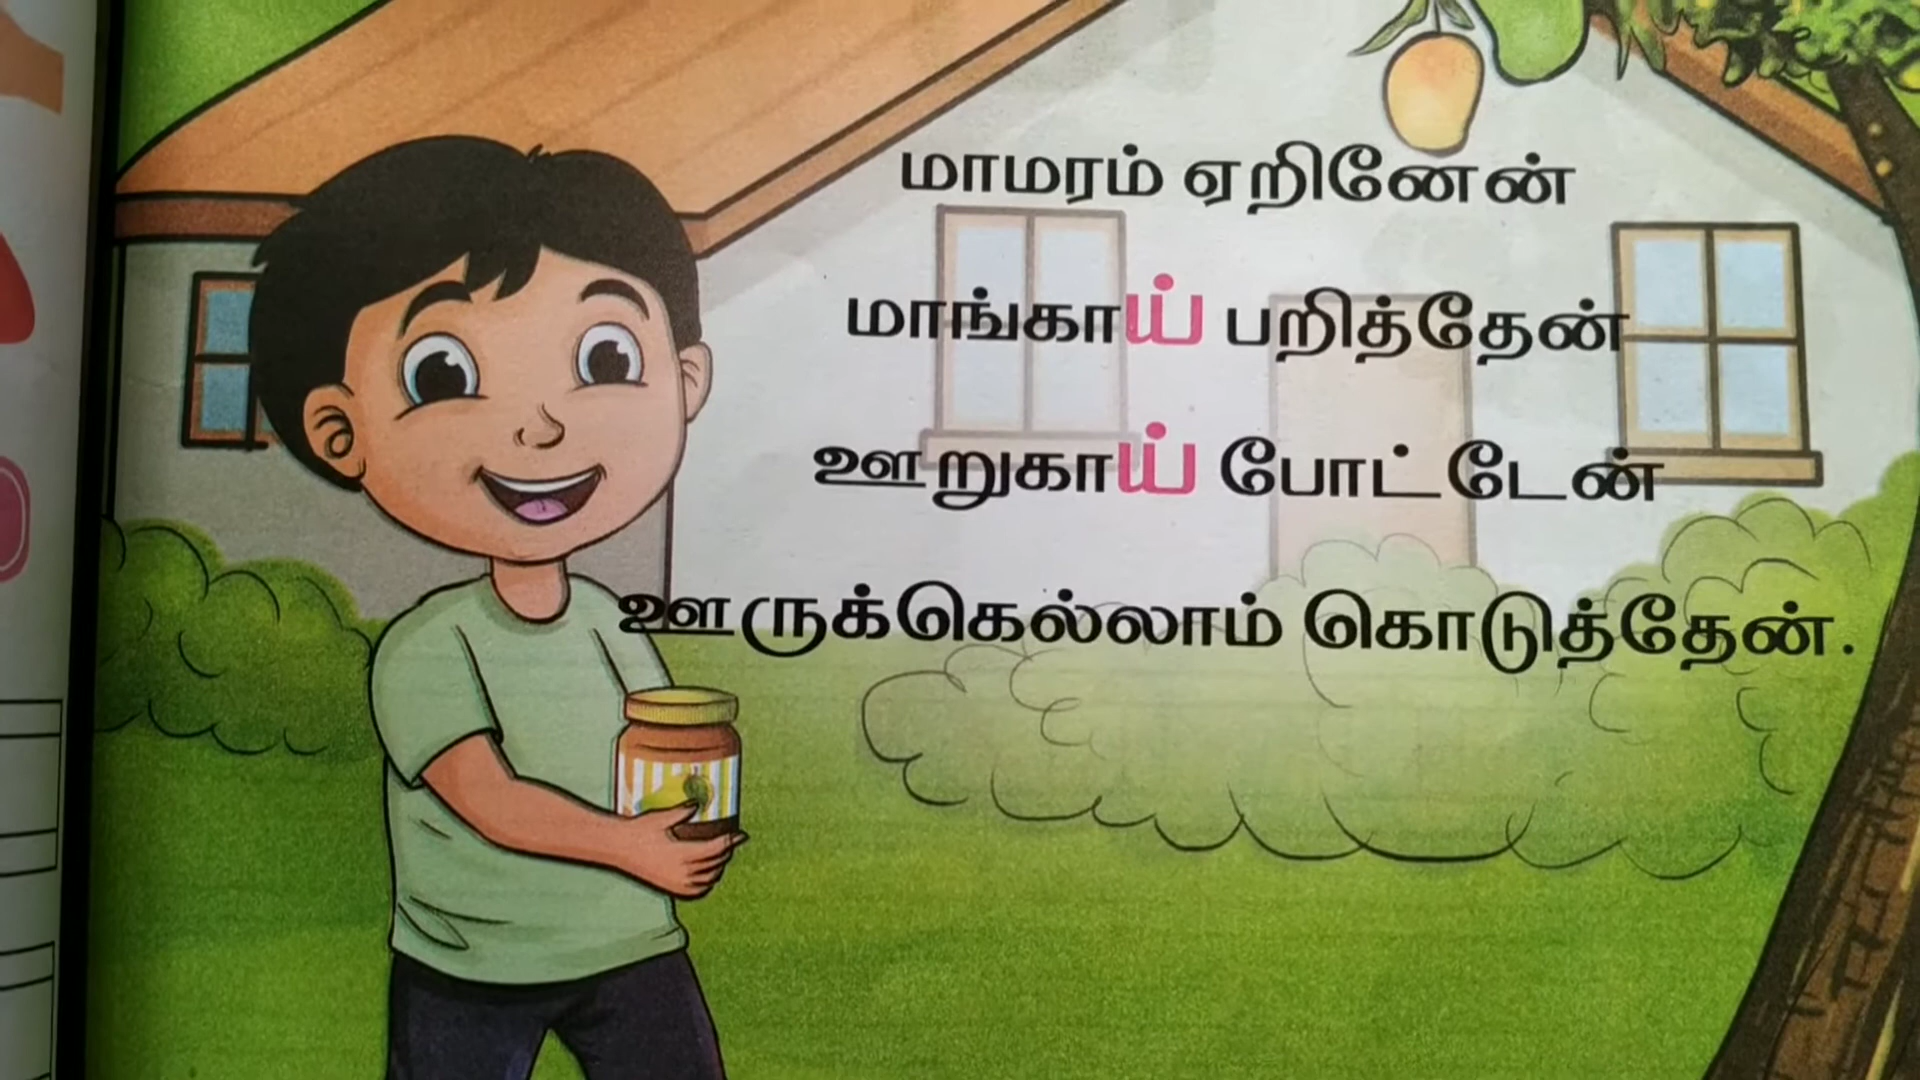 மாமரம் ஏறினேன்
மாங்காய் பறித்தேன்
ஊறுகாய் போட்டேன்
ஊருக்கெல்லாம் கொடுத்தேன்.